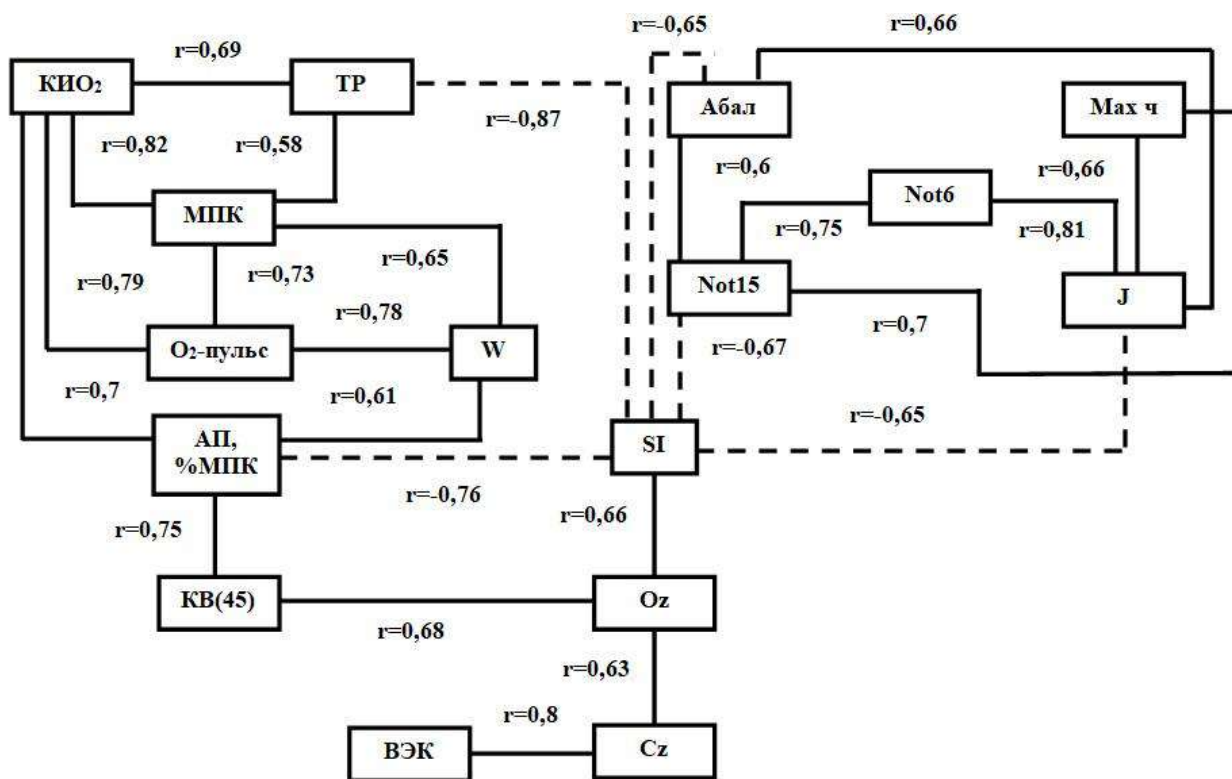 r=-0,65
r=0,66
r=0,69
КИО₂
ТР
Абал
Мах ч
r=-0,87
r=0,82
r=0,58
r=0,6
r=0,66
Not6
МПК
r=0,75
r=0,81
r=0,65
r=0,79
r=0,73
Not15
J
r=0,78
r=0,7
О₂-пульс
W
r=-0,67
r=0,7
r=0,61
r=-0,65
АП,
%МПК
SI
r=-0,76
r=0,75
r=0,66
КВ(45)
Oz
r=0,68
r=0,63
r=0,8
ВЭК
Cz